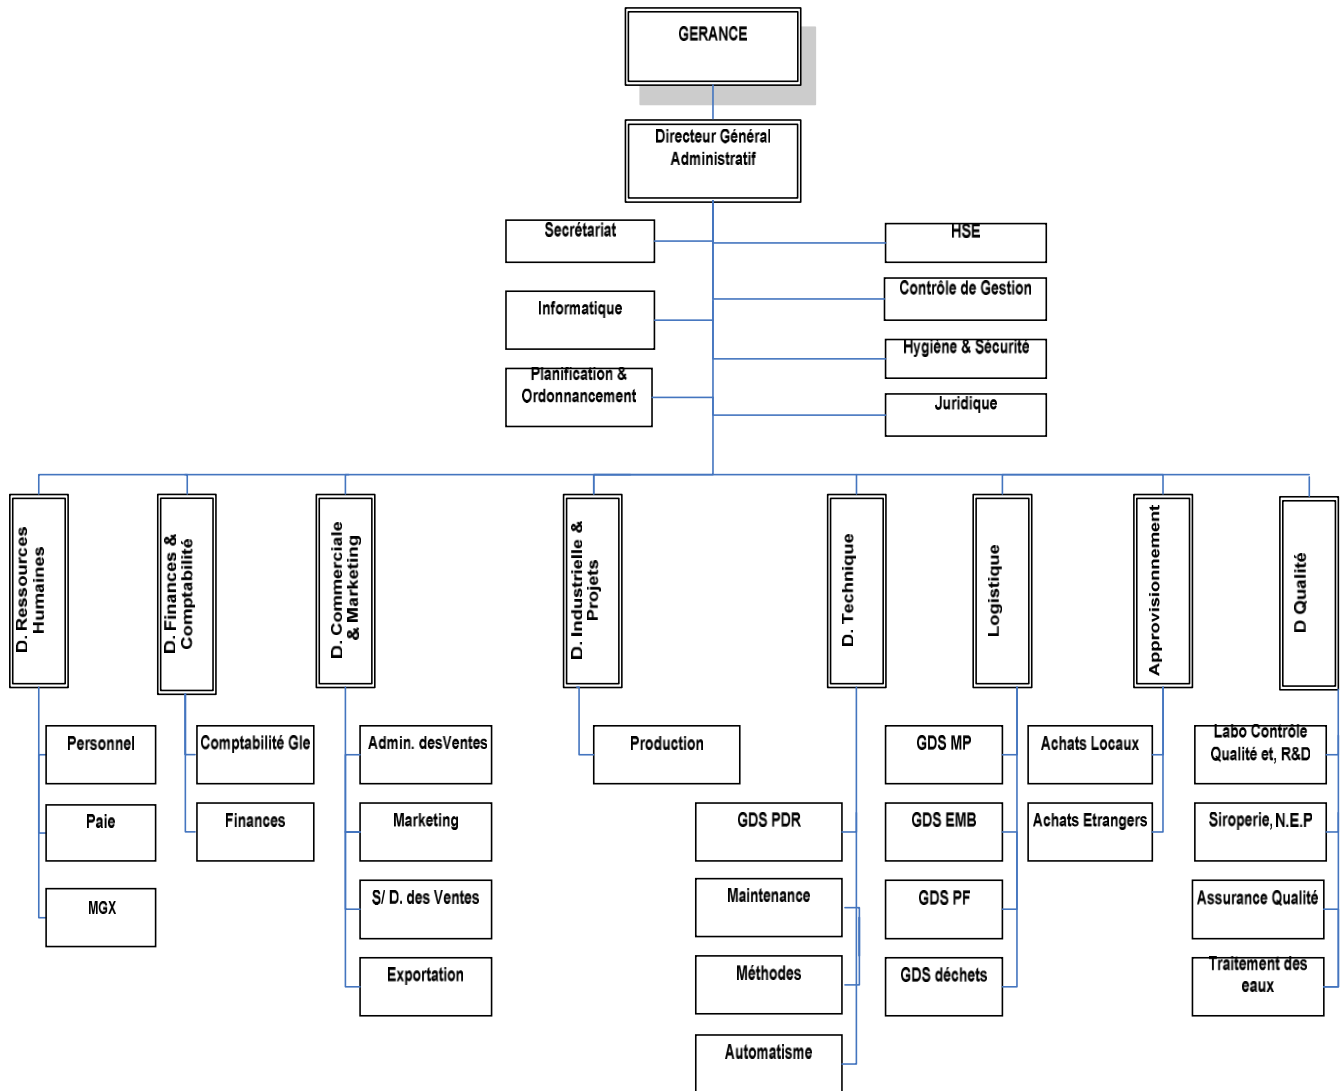 GERANCE
Directeur Général
Administratif
Secrétariat
HSE
Contrôle de Gestion
Informatique
Hygiène & Sécurité
Planification &
Ordonnancement
Juridique
D. Ressources
Humaines
D. Finances &
Comptabilité
D. Commerciale
& Marketing
D. Industrielle &
Projets
D. Technique
Logistique
Approvisionnement
D Qualité
Personnel
Comptabilité Gle
Admin. desVentes
Production
GDS MP
Achats Locaux
Labo Contrôle
Qualité et, R&D
Paie
Finances
Marketing
GDS PDR
GDS EMB
Achats Etrangers
Siroperie, N.E.P
MGX
S/ D. des Ventes
Maintenance
GDS PF
Assurance Qualité
Exportation
Méthodes
GDS déchets
Traitement des
eaux
Automatisme